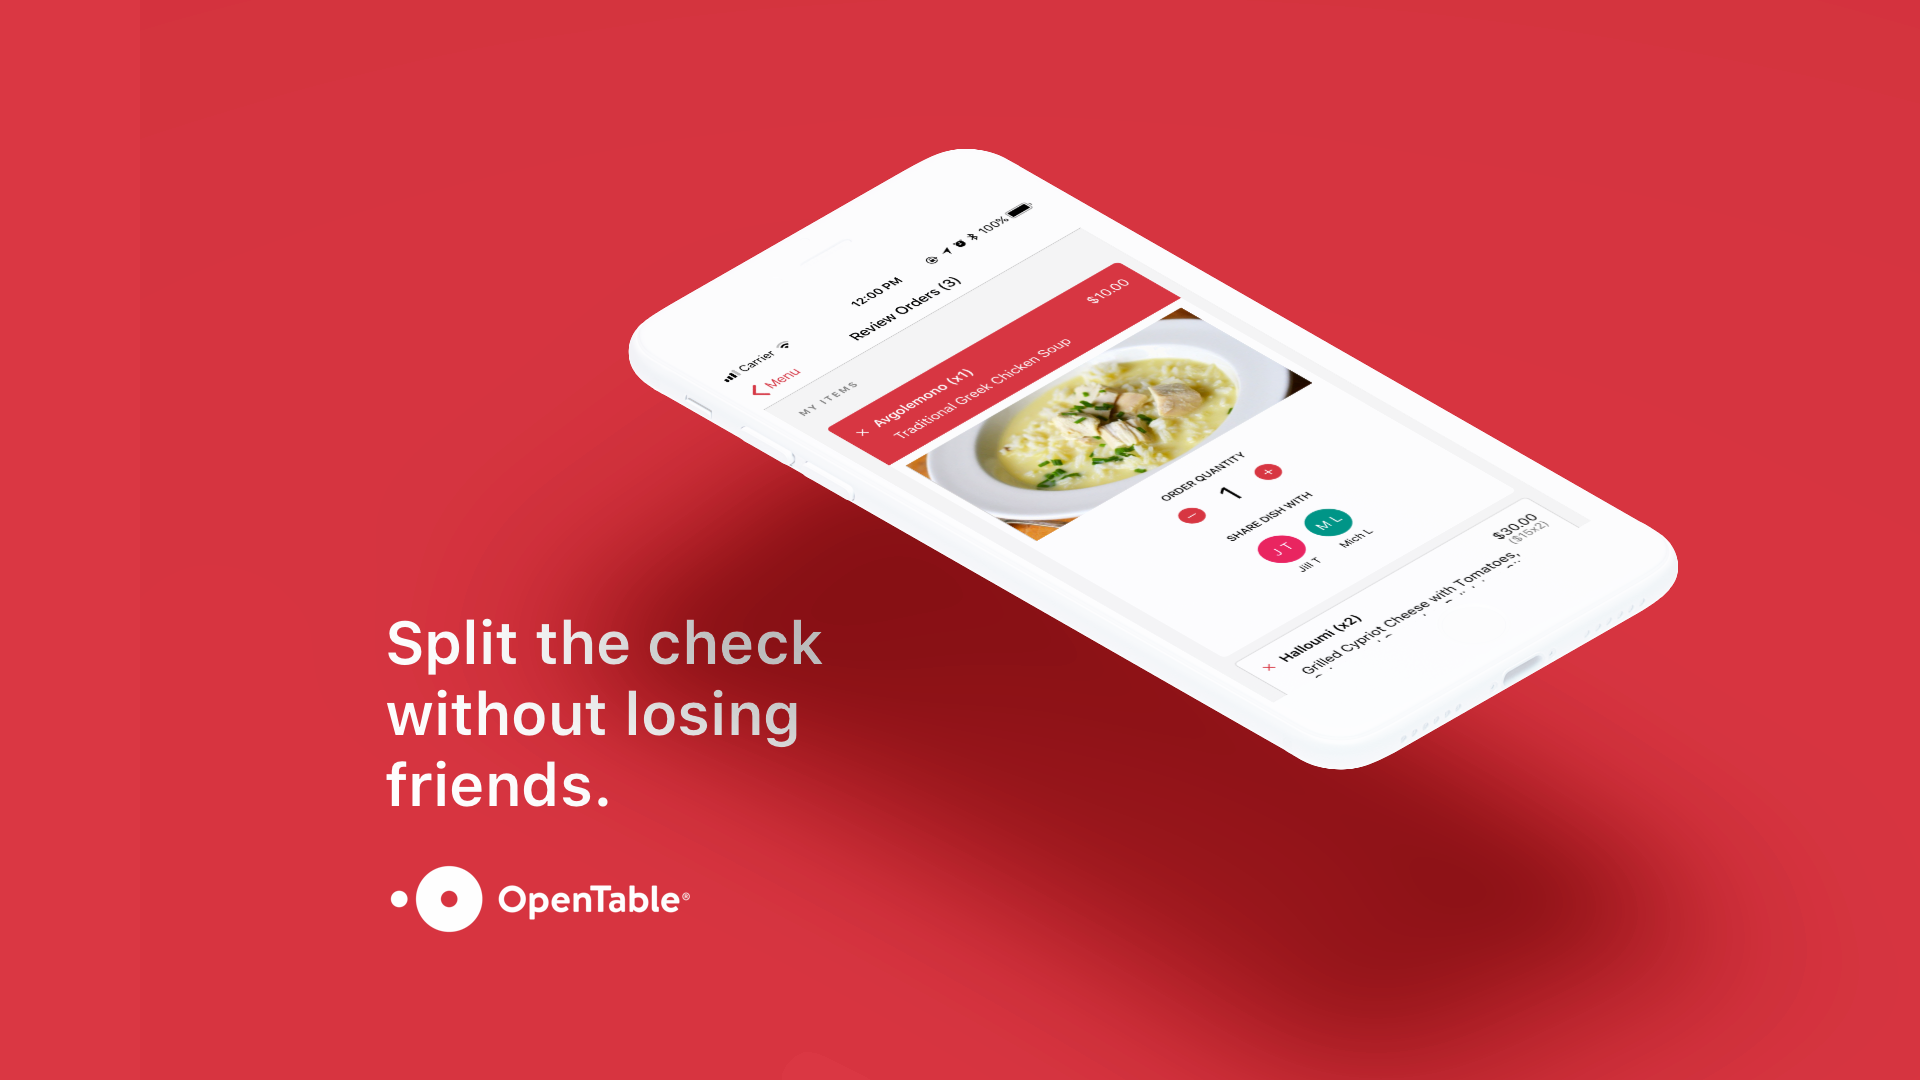 Carrier
12:00 PM
100%
Menu
Review Orders (3)
MY ITEMS
Avgolemono (x1)
$10.00
Traditional Greek Chicken Soup
ORDER QUANTITY
1
SHARE DISH WITH
J T
M L
Jill T
Mich L
Halloumi (x2)
$30.00
($15x2)
Grilled Cypriot Cheese with Tomatoes,
Split the check
without losing
friends.
OpenTable®